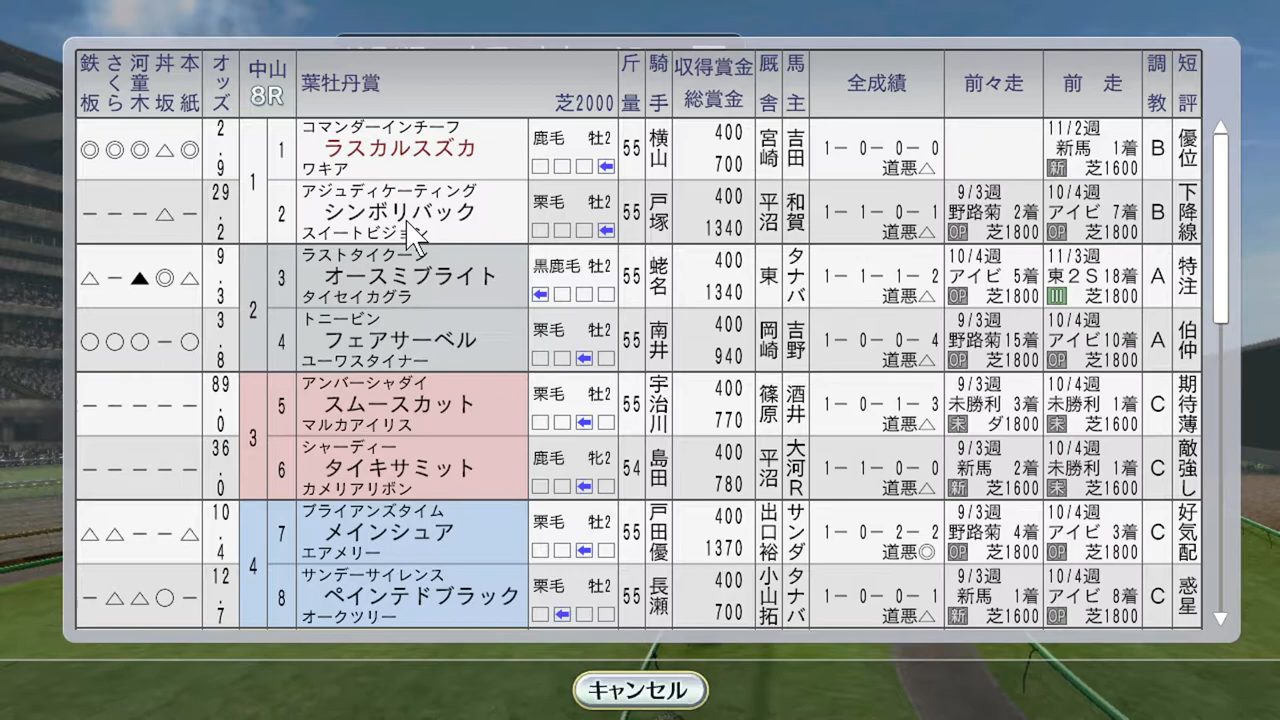 鉄板 さくら 河童木 丼坂 本紙 オッズ 中山 8R 葉牡丹賞 芝2000 斤量 騎手 収得賞金 総賞金 厩舎 馬主 全成績 前々走 前走 調教 短評
◎◎◎△◎ 2.9 1 1 コマンダーインチーフ
ラスカルスズカ
ワキア
鹿毛 牡2 55 横山 400 700 宮崎 吉田 1-0-0-0 道悪△
11/2週 新馬 1着 新 芝1600 B 優位
---△- 29.2 2 アジュディケーティング
シンボリバック
スイートビジョン
栗毛 牡2 55 戸塚 400 1340 平沼 和賀 1-1-0-1 道悪△
9/3週 野路菊 2着 OP 芝1800
10/4週 アイビ 7着 OP 芝1800 B 下降線
△-▲◎△ 9.3 2 3 ラストタイクーン
オースミブライト
タイセイカグラ
黒鹿毛 牡2 55 蛯名 400 1340 東 タナバ 1-1-1-2 道悪△
10/4週 アイビ 5着 OP 芝1800
11/3週 東2S 18着 III 芝1800 A 特注
○○○-○ 3.8 4 トニービン
フェアサーベル
ユーワスタイナー
栗毛 牡2 55 南井 400 940 岡崎 吉野 1-0-0-4 道悪△
9/3週 野路菊 15着 OP 芝1800
10/4週 アイビ 10着 OP 芝1800 A 伯仲
----- 89.0 3 5 アンバーシャダイ
スムースカット
マルカアイリス
栗毛 牡2 55 宇治川 400 770 篠原 酒井 1-0-1-3 道悪△
9/3週 未勝利 3着 未 ダ1800
10/4週 未勝利 1着 未 芝1600 C 期待薄
----- 36.0 6 シャーディー
タイキサミット
カメリアリボン
鹿毛 牝2 54 島田 400 780 平沼 大河R 1-1-0-0 道悪△
9/3週 新馬 2着 新 芝1600
10/4週 未勝利 1着 未 芝1600 C 敵強し
△△--△ 10.4 4 7 ブライアンズタイム
メインシュア
エアメリー
栗毛 牡2 55 戸田優 400 1370 出口裕 サンダ 1-0-2-2 道悪◎
9/3週 野路菊 4着 OP 芝1800
10/4週 アイビ 3着 OP 芝1800 C 好気配
-△△○- 12.7 8 サンデーサイレンス
ペインテドブラック
オークツリー
栗毛 牡2 55 長瀬 400 700 小山拓 タナバ 1-0-0-1 道悪△
9/3週 新馬 1着 新 芝1600
10/4週 アイビ 8着 OP 芝1800 C 惑星
キャンセル